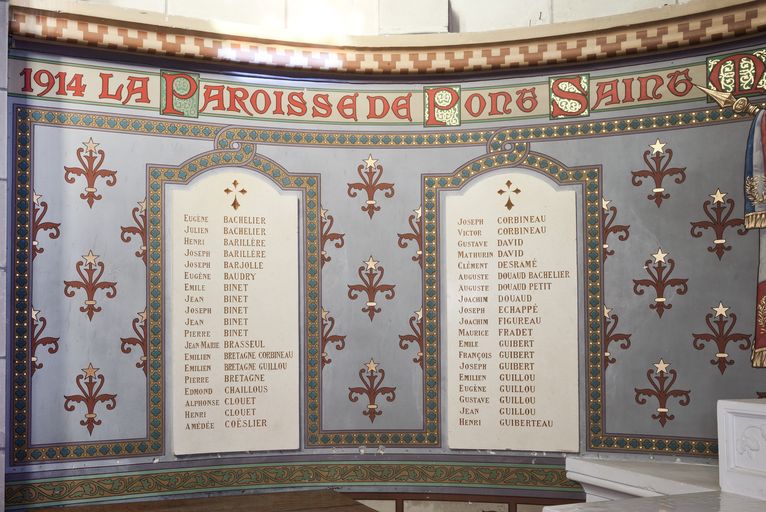 1914 LA PAROISSE DE PONT SAINT M
EUGÈNE BACHELIER
JULIEN BACHELIER
HENRI BARILLÈRE
JOSEPH BARILLÈRE
JOSEPH BARJOLLE
EUGÈNE BAUDRY
EMILE BINET
JEAN BINET
JOSEPH BINET
JEAN BINET
PIERRE BINET
JEAN-MARIE BRASSEUL
EMILIEN BRETAGNE CORBINEAU
EMILIEN BRETAGNE GUILLOU
PIERRE BRETAGNE
EDMOND CHAILLOUS
ALPHONSE CLOUET
HENRI CLOUET
AMÉDÉE COËSLIER
JOSEPH CORBINEAU
VICTOR CORBINEAU
GUSTAVE DAVID
MATHURIN DAVID
CLÉMENT DESRAMÉ
AUGUSTE DOUAUD BACHELIER
AUGUSTE DOUAUD PETIT
JOACHIM DOUAUD
JOSEPH ECHAPPÉ
JOACHIM FIGUREAU
MAURICE FRADET
EMILE GUIBERT
FRANÇOIS GUIBERT
JOSEPH GUIBERT
EMILIEN GUILLOU
EUGÈNE GUILLOU
GUSTAVE GUILLOU
JEAN GUILLOU
HENRI GUIBERTEAU